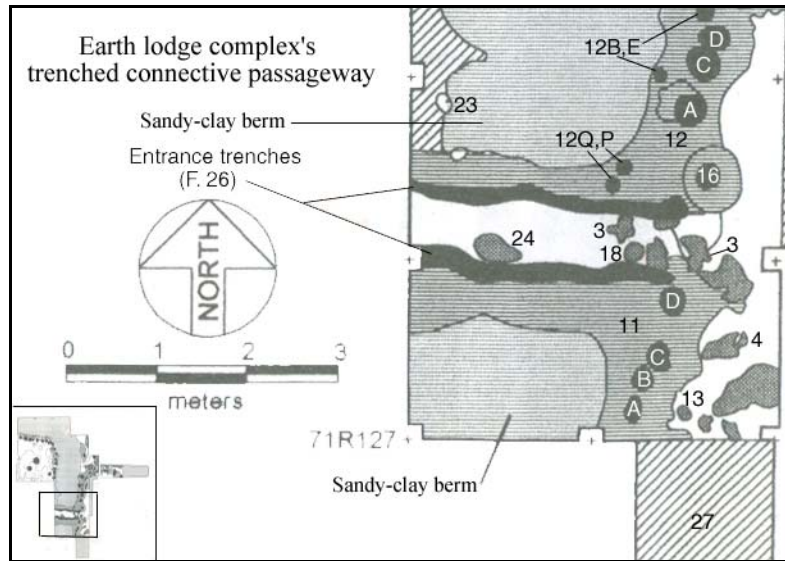 Earth lodge complex's
trenched connective passageway
Sandy-clay berm
Entrance trenches
(F. 26)
NORTH
0 1 2 3
meters
71R127
Sandy-clay berm
12B,E
D
C
A
23
12
12Q,P
16
3
24
18
3
D
11
C
4
B
A
13
27